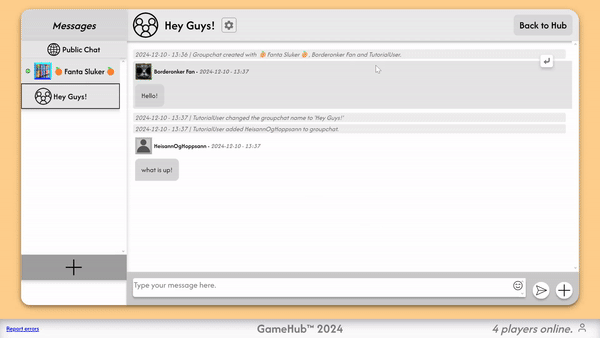 Messages
Hey Guys!
Back to Hub
Public Chat
Fanta Sluker
Hey Guys!
2024-12-10 - 13:36 | Groupchat created with 🍊 Fanta Sluker 🍊, Borderonker Fan and TutorialUser.
Borderonker Fan - 2024-12-10 - 13:37
Hello!
2024-12-10 - 13:37 | TutorialUser changed the groupchat name to 'Hey Guys!'
2024-12-10 - 13:37 | TutorialUser added HeisannOgHoppsann to groupchat.
HeisannOgHoppsann - 2024-12-10 - 13:37
what is up!
Type your message here.
Report errors
GameHub™ 2024
4 players online.